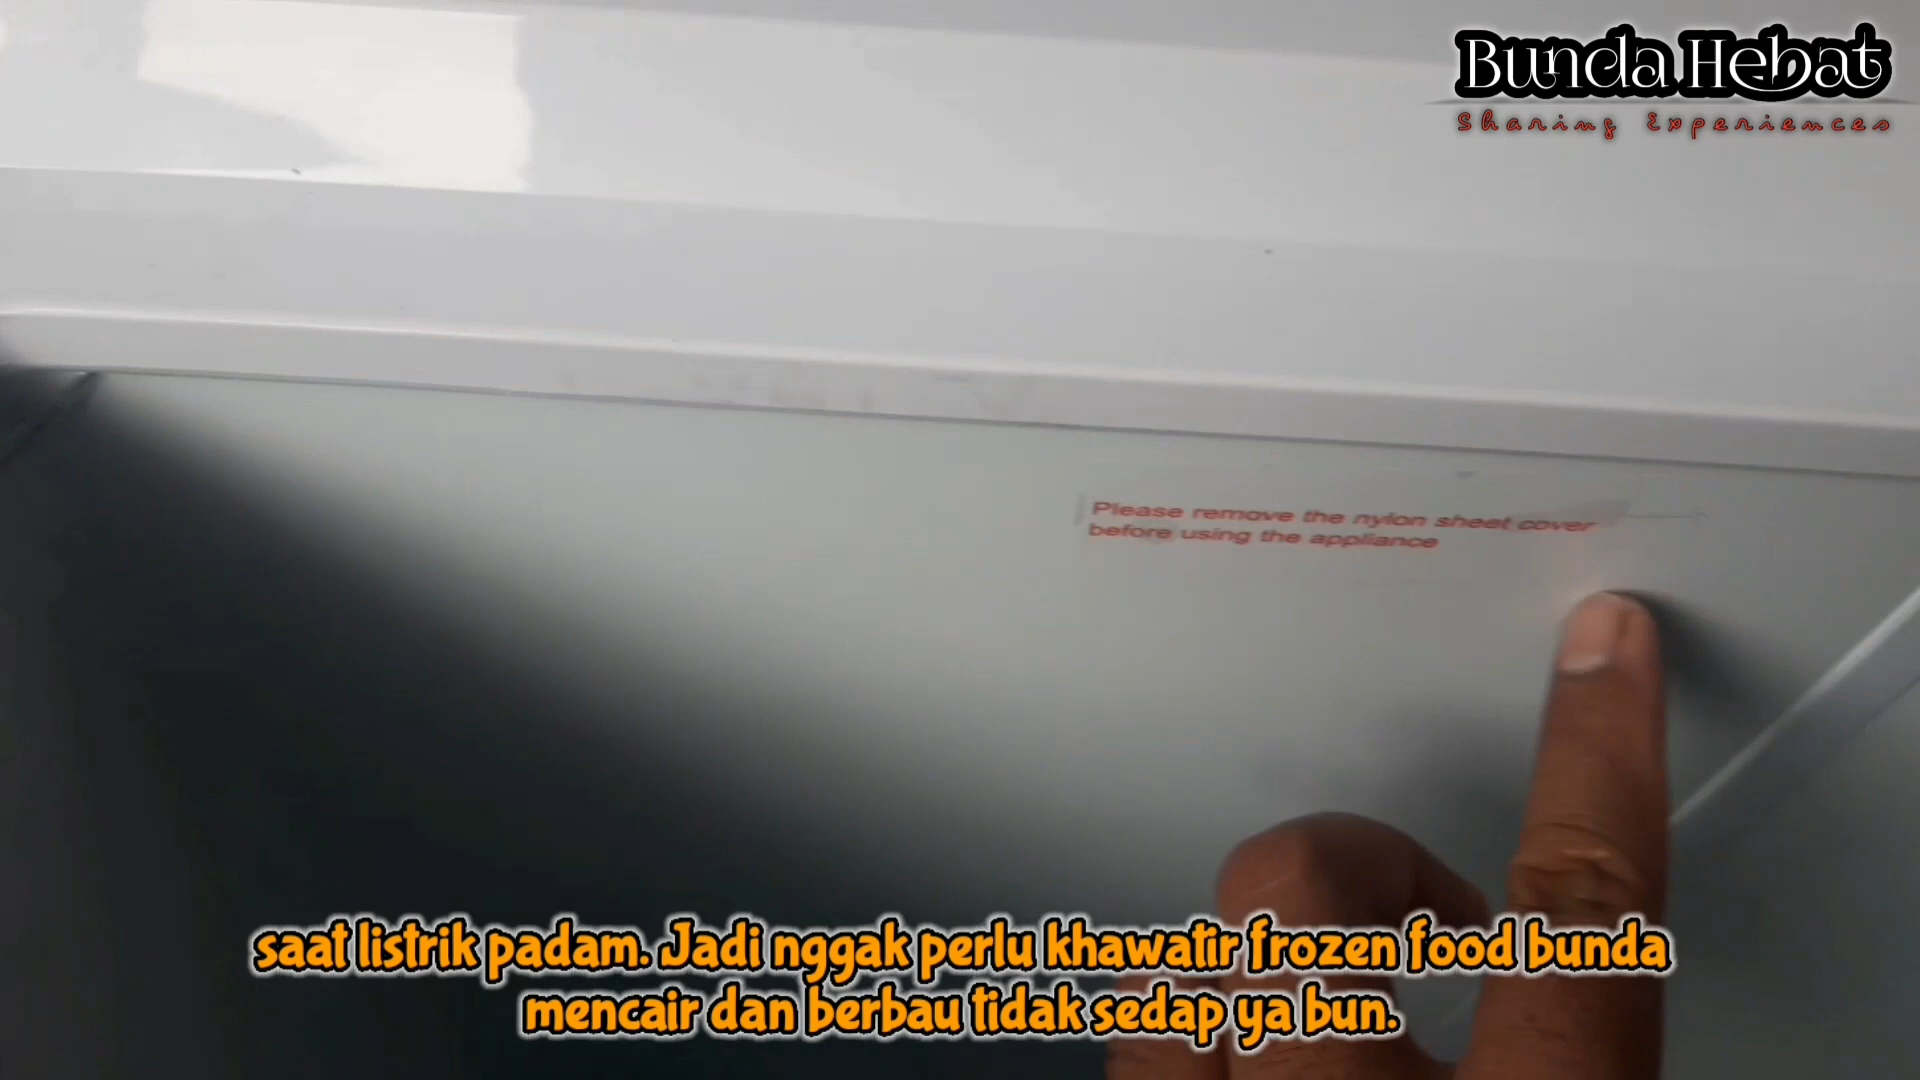 Bunda Hebat
Sharing Experiences
Please remove the nylon sheet cover
before using the appliance
saat listrik padam. Jadi nggak perlu khawatir frozen food bunda
mencair dan berbau tidak sedap ya bun.